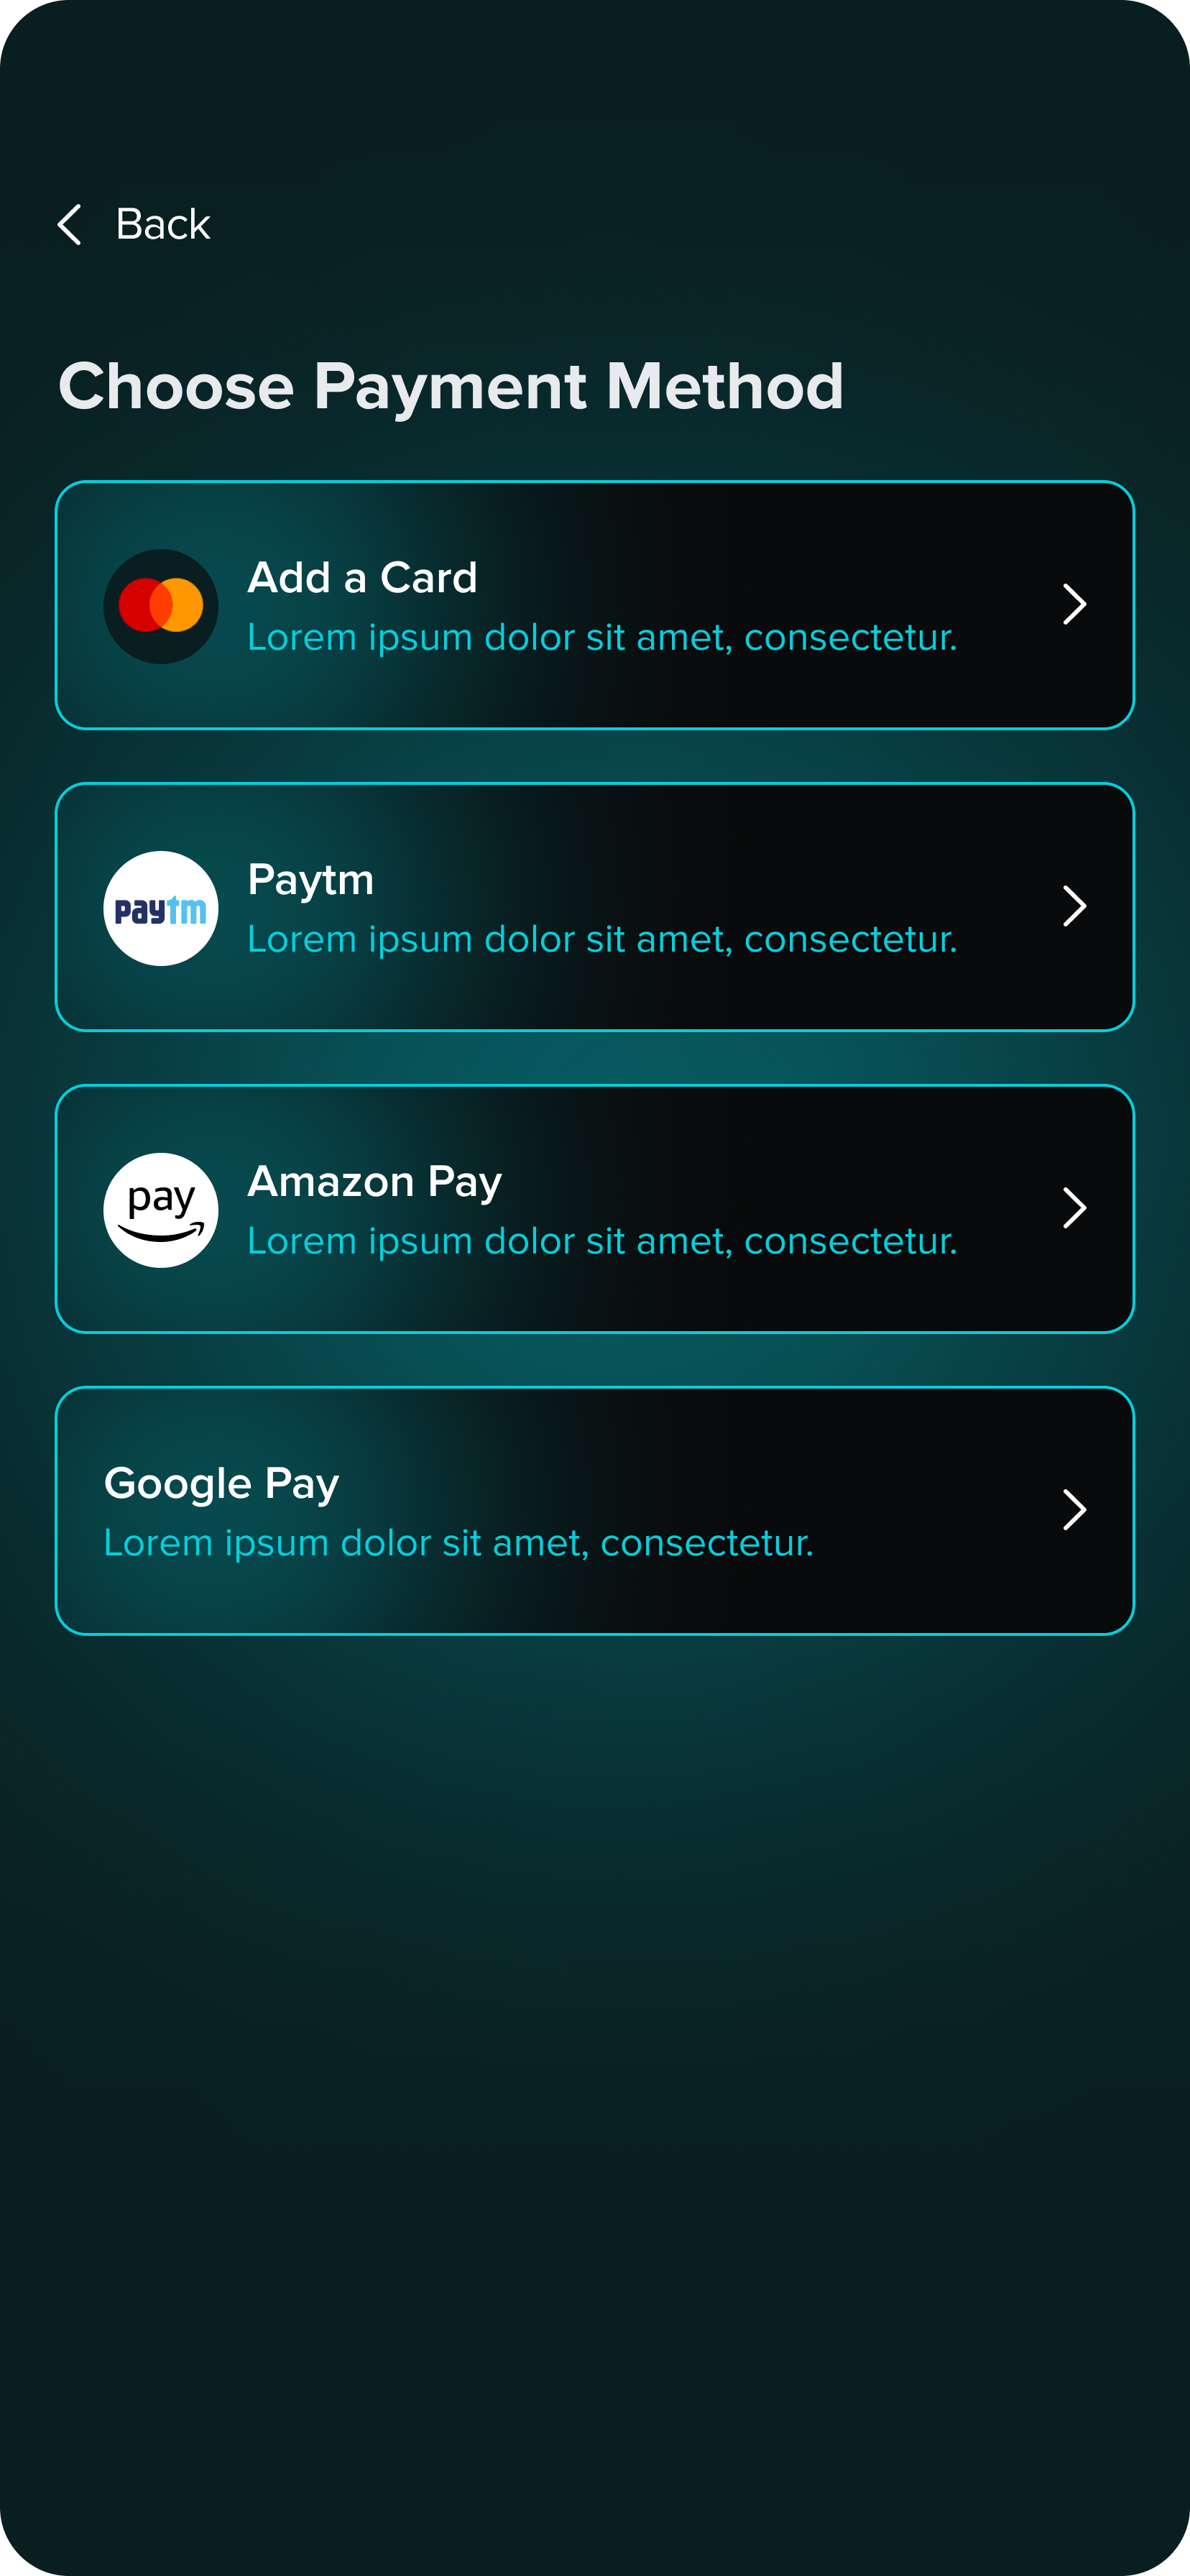 Back
Choose Payment Method
Add a Card
Lorem ipsum dolor sit amet, consectetur.
Paytm
paytm
Lorem ipsum dolor sit amet, consectetur.
Amazon Pay
pay
Lorem ipsum dolor sit amet, consectetur.
Google Pay
Lorem ipsum dolor sit amet, consectetur.